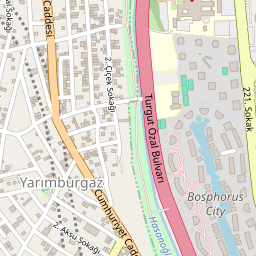 al Sokağı
Caddesi
2. Çiçek Sokağı
Turgut Özal Bulvarı
221. Sokak
Yarımburgaz
Bosphorus
City
Cumhuriyet Cad
Hasanoğl
2. Aksu Sokağı